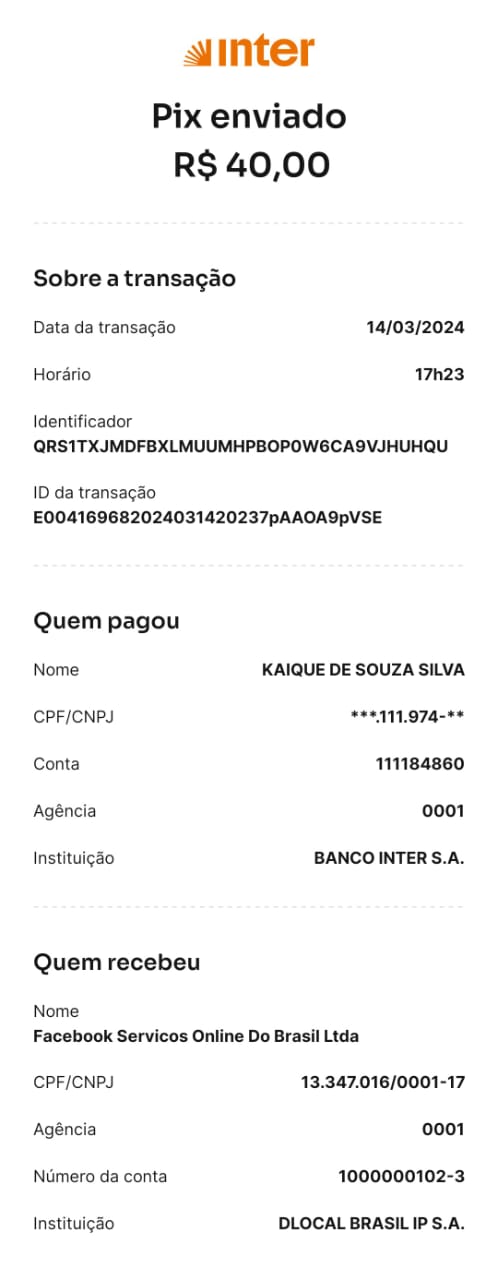 inter
Pix enviado
R$ 40,00
Sobre a transação
Data da transação 14/03/2024
Horário 17h23
Identificador
QRS1TXJMDFBXLMUUMHPBOP0W6CA9VJHUHQU
ID da transação
E00416968202403142023​7pAAOA9pVSE
Quem pagou
Nome KAIQUE DE SOUZA SILVA
CPF/CNPJ ***.111.974-**
Conta 111184860
Agência 0001
Instituição BANCO INTER S.A.
Quem recebeu
Nome
Facebook Servicos Online Do Brasil Ltda
CPF/CNPJ 13.347.016/0001-17
Agência 0001
Número da conta 1000000102-3
Instituição DLOCAL BRASIL IP S.A.